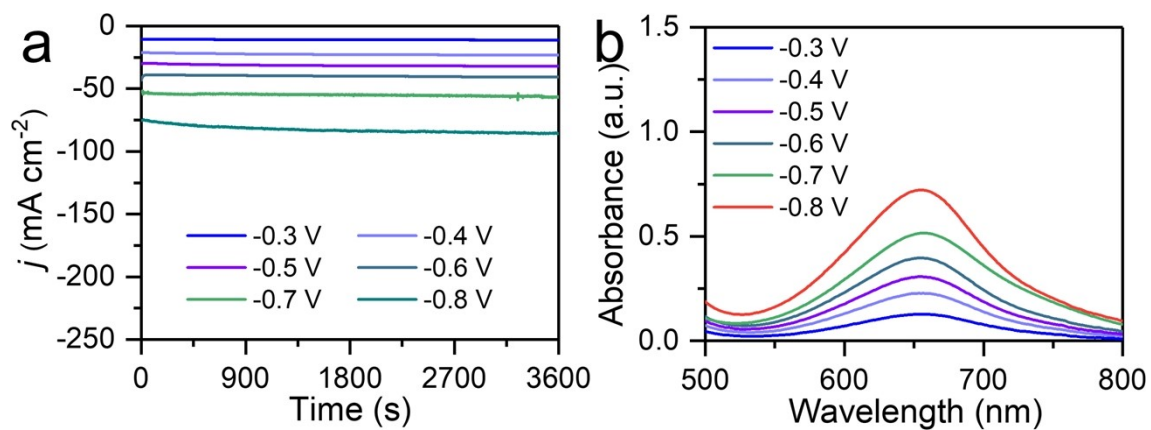 a
0
-50
-100
-150
-200
-250
j (mA cm-2)
-0.3 V
-0.4 V
-0.5 V
-0.6 V
-0.7 V
-0.8 V
0
900
1800
2700
3600
Time (s)
b
1.5
1.0
0.5
0.0
Absorbance (a.u.)
-0.3 V
-0.4 V
-0.5 V
-0.6 V
-0.7 V
-0.8 V
500
600
700
800
Wavelength (nm)